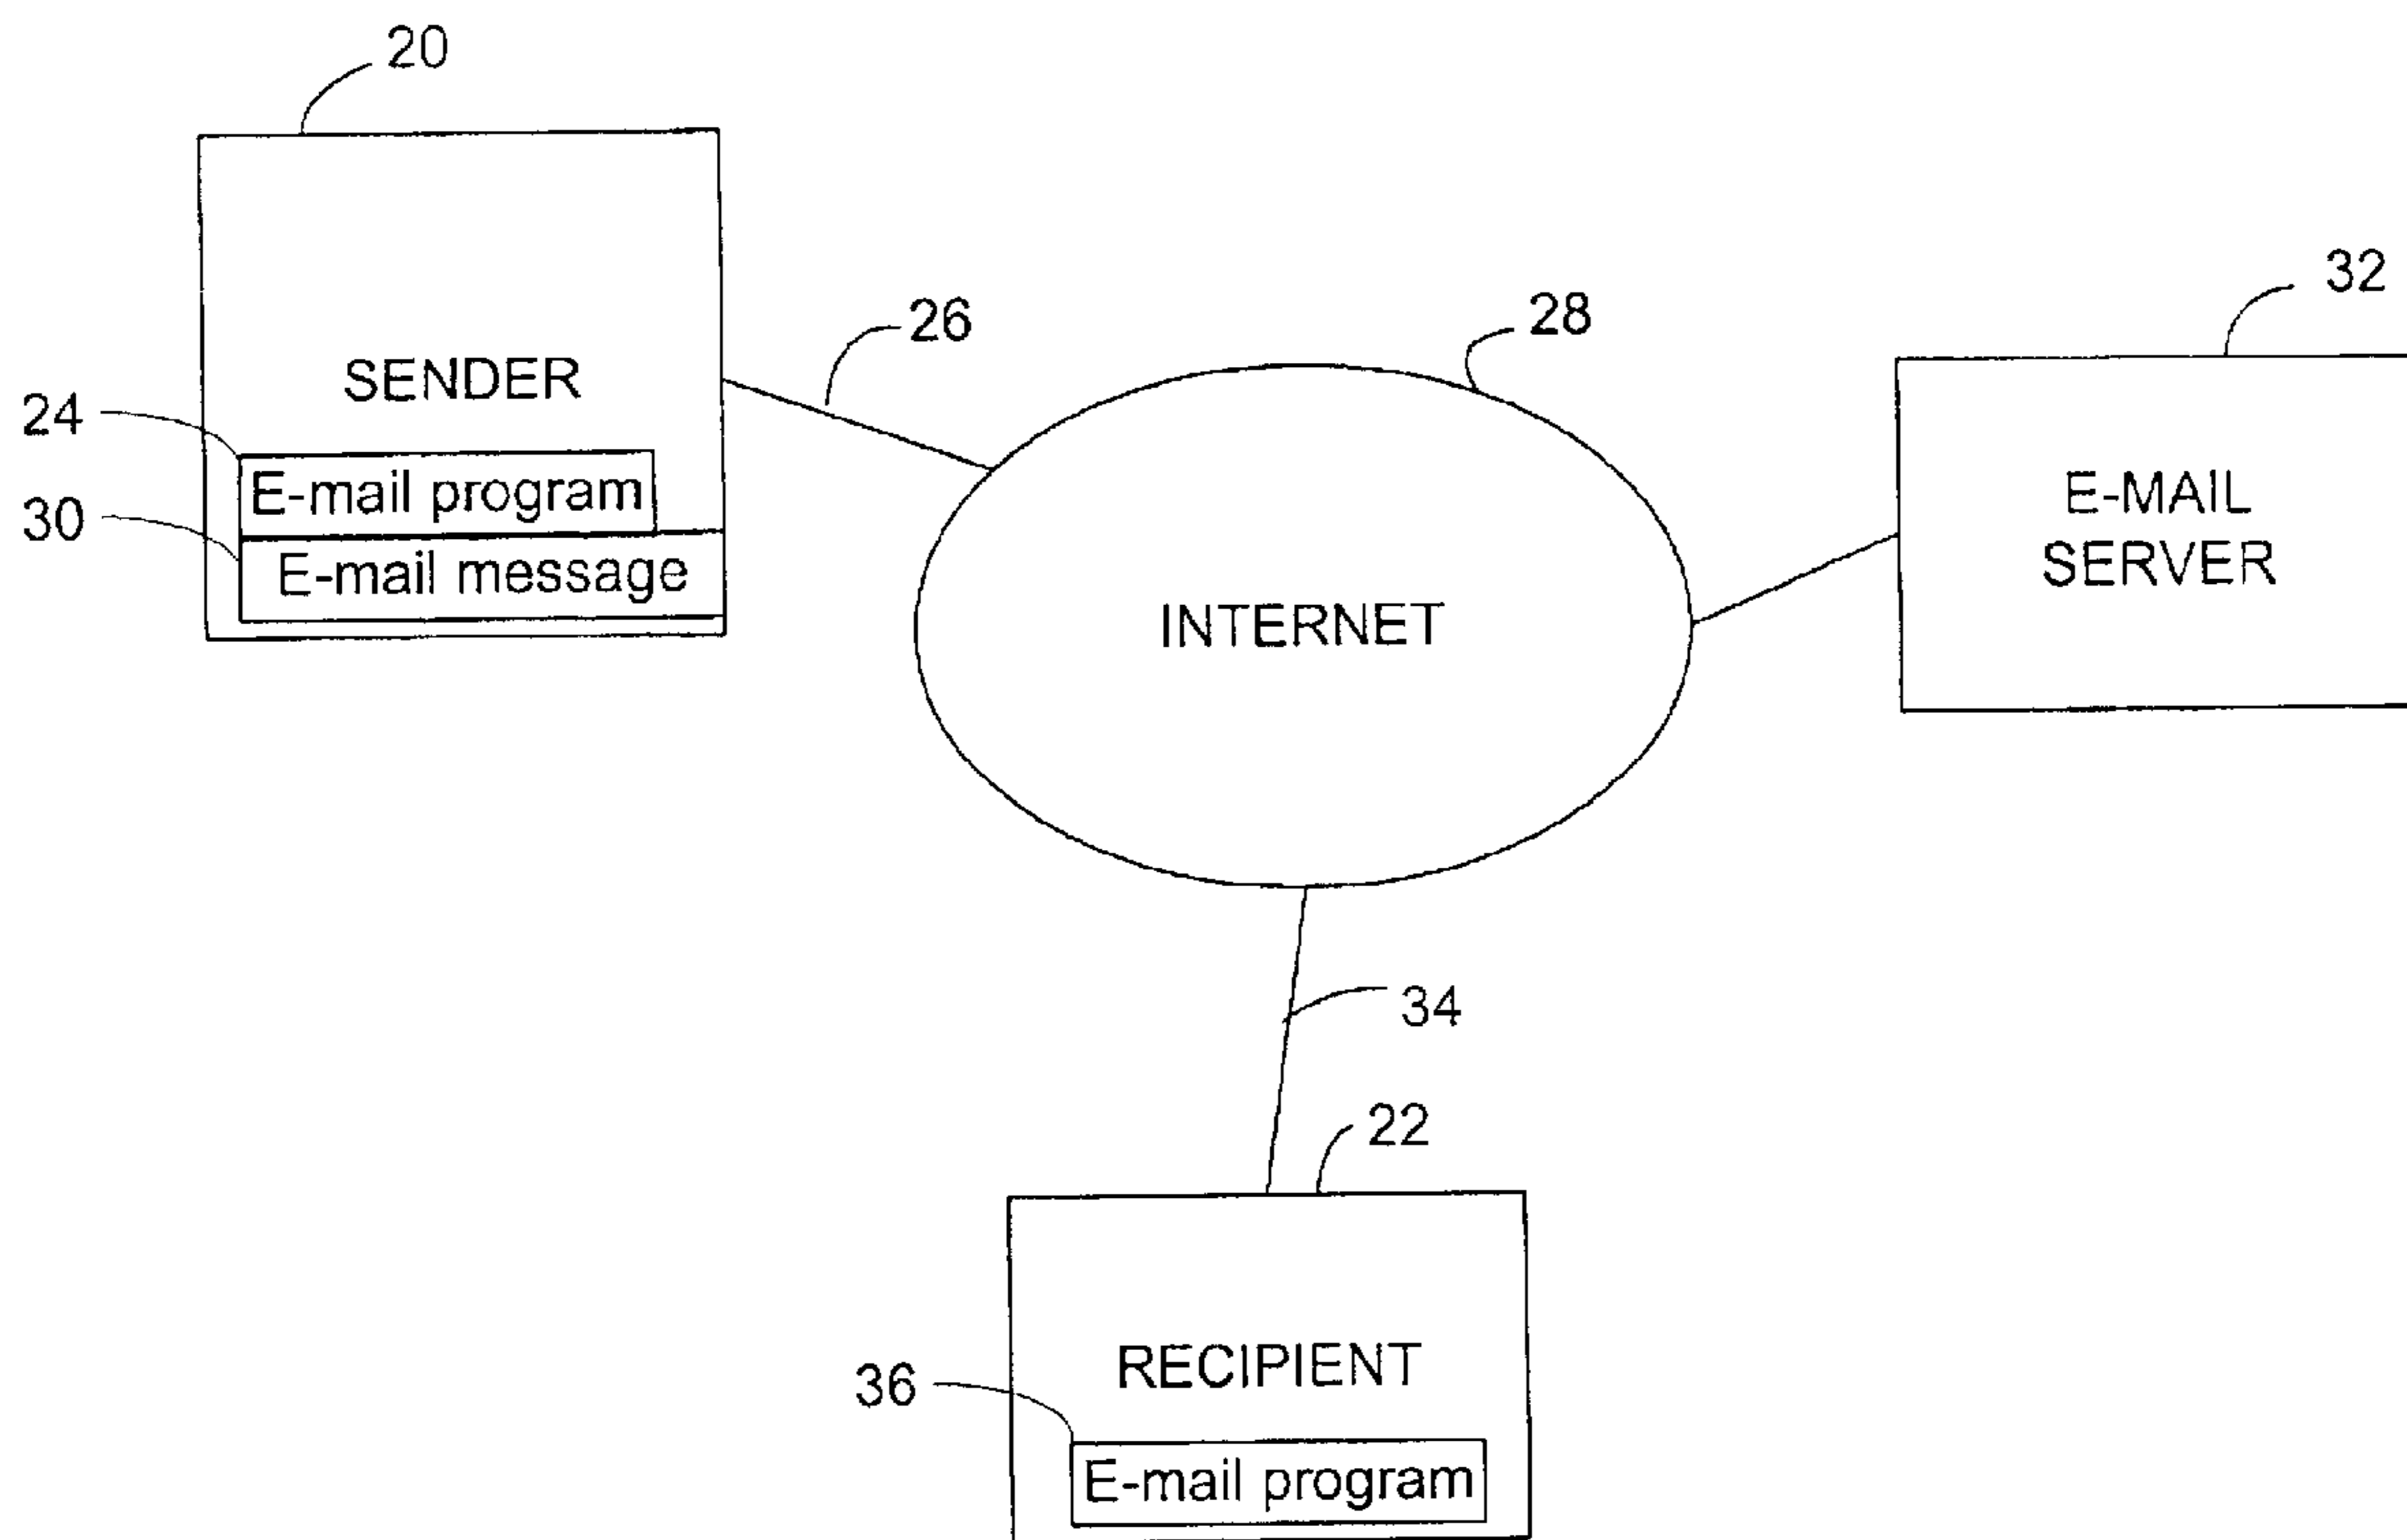 20
32
28
26
SENDER
24
E-mail program
30
E-mail message
E-MAIL
SERVER
INTERNET
34
22
RECIPIENT
36
E-mail program